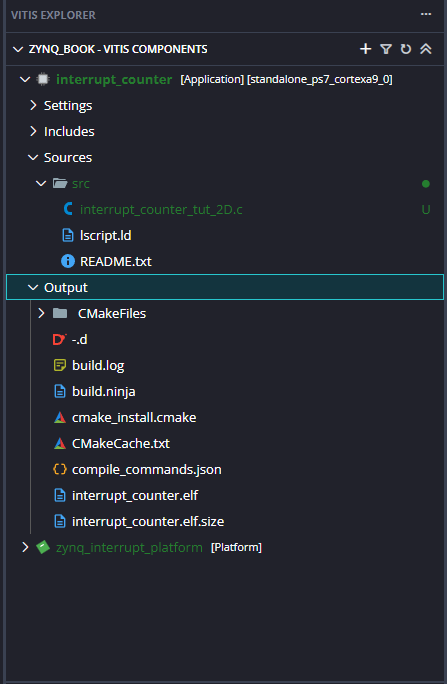 VITIS EXPLORER
ZYNQ_BOOK - VITIS COMPONENTS
interrupt_counter [Application] [standalone_ps7_cortexa9_0]
Settings
Includes
Sources
src
interrupt_counter_tut_2D.c U
lscript.ld
README.txt
Output
CMakeFiles
-.d
build.log
build.ninja
cmake_install.cmake
CMakeCache.txt
compile_commands.json
interrupt_counter.elf
interrupt_counter.elf.size
zynq_interrupt_platform [Platform]